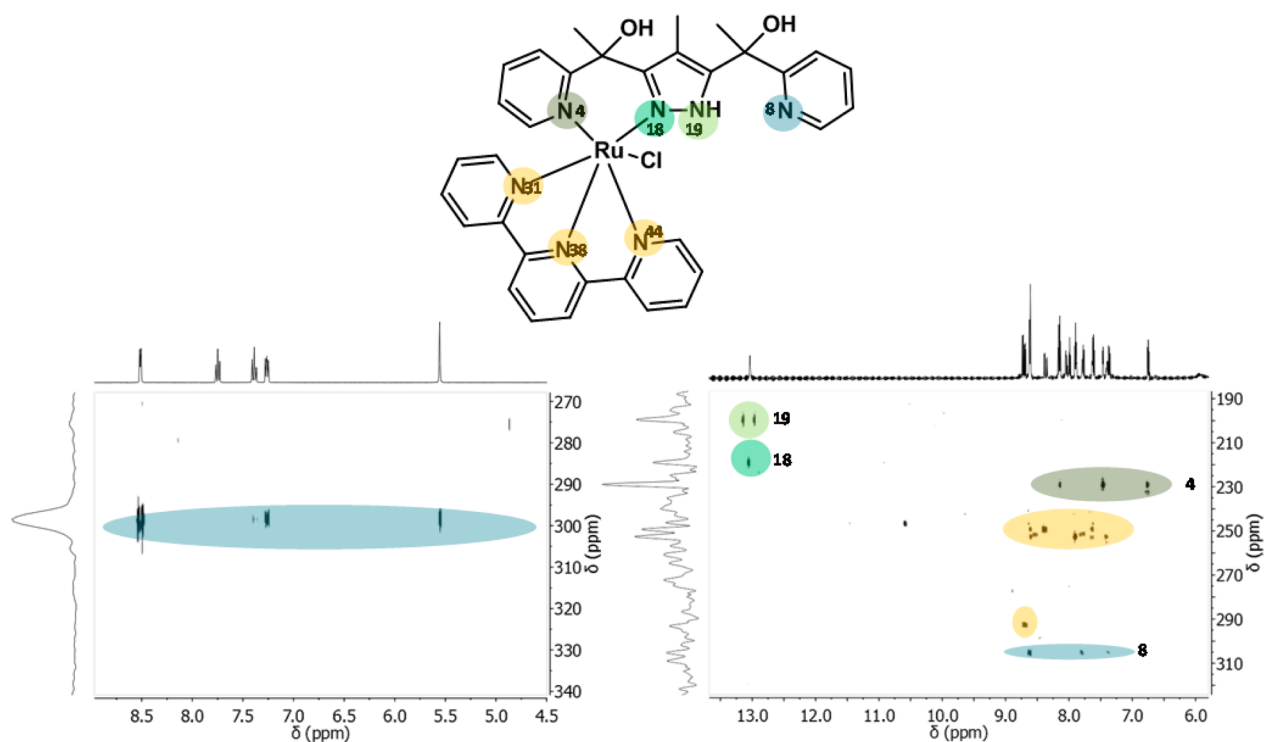 OH
OH
N 4
N
18
NH
19
8 N
Ru
Cl
N 31
N 44
N 38
8.5 8.0 7.5 7.0 6.5 6.0 5.5 5.0 4.5
δ (ppm)
270
280
290
300
310
320
330
340
δ (ppm)
19
18
4
8
190
210
230
250
270
290
310
δ (ppm)
13.0 12.0 11.0 10.0 9.0 8.0 7.0 6.0
δ (ppm)